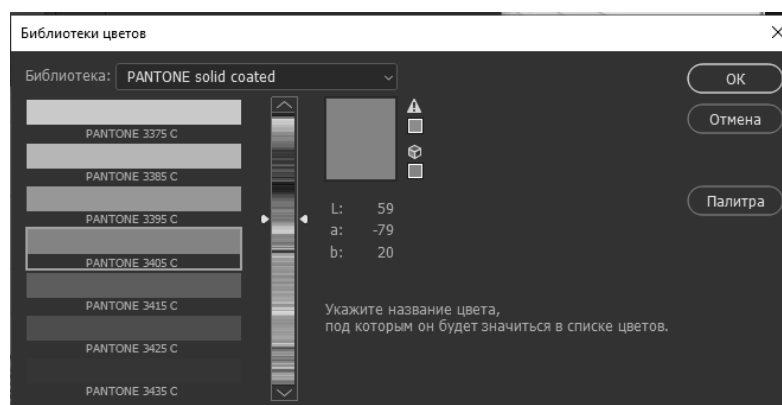 Библиотеки цветов
Библиотека: PANTONE solid coated
OK
Отмена
Палитра
PANTONE 3375 C
PANTONE 3385 C
PANTONE 3395 C
PANTONE 3405 C
PANTONE 3415 C
PANTONE 3425 C
PANTONE 3435 C
L: 59
a: -79
b: 20
Укажите название цвета,
под которым он будет значиться в списке цветов.